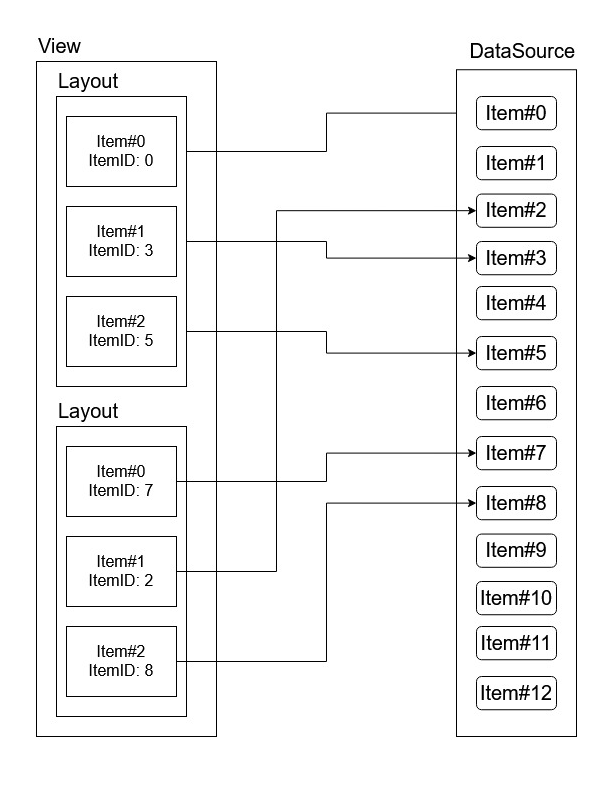 View
Layout
Item#0
ItemID: 0
Item#1
ItemID: 3
Item#2
ItemID: 5
Layout
Item#0
ItemID: 7
Item#1
ItemID: 2
Item#2
ItemID: 8
DataSource
Item#0
Item#1
Item#2
Item#3
Item#4
Item#5
Item#6
Item#7
Item#8
Item#9
Item#10
Item#11
Item#12